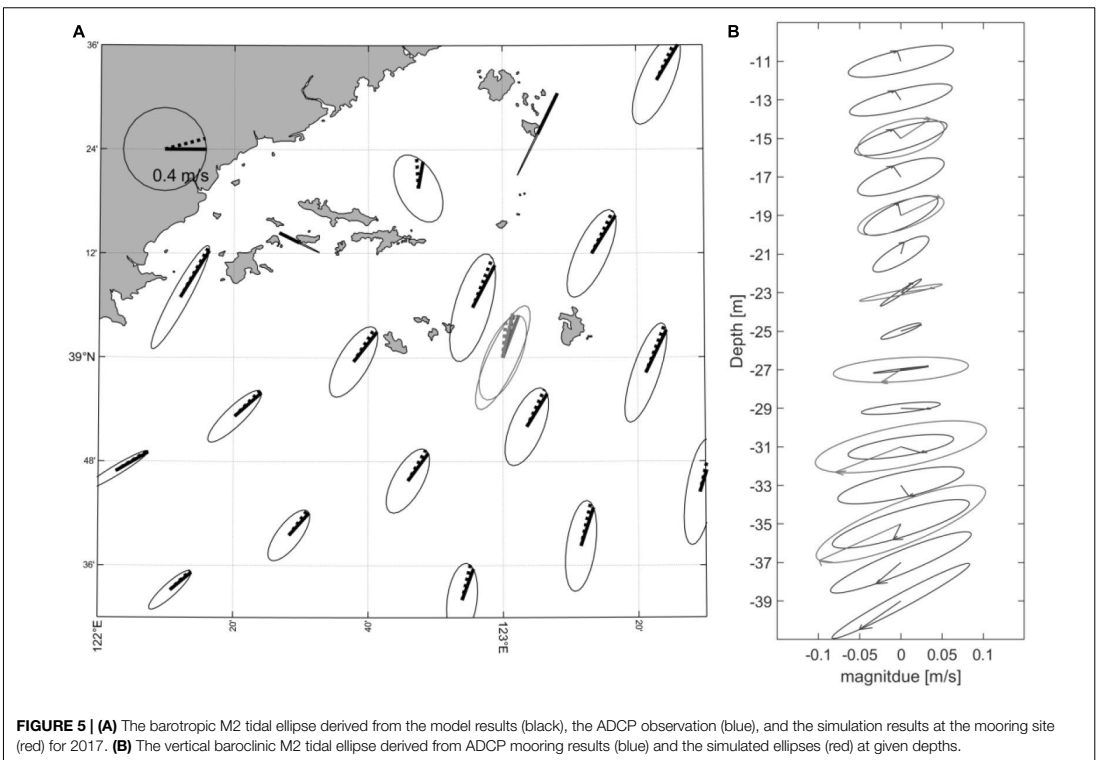 A
36'
24'
12'
39°N
48'
36'
0.4 m/s
122°E
20'
40'
123°E
20'
B
-11
-13
-15
-17
-19
-21
-23
-25
-27
-29
-31
-33
-35
-37
-39
Depth [m]
-0.1 -0.05 0 0.05 0.1
magnitdue [m/s]
FIGURE 5 | (A) The barotropic M2 tidal ellipse derived from the model results (black), the ADCP observation (blue), and the simulation results at the mooring site
(red) for 2017. (B) The vertical baroclinic M2 tidal ellipse derived from ADCP mooring results (blue) and the simulated ellipses (red) at given depths.